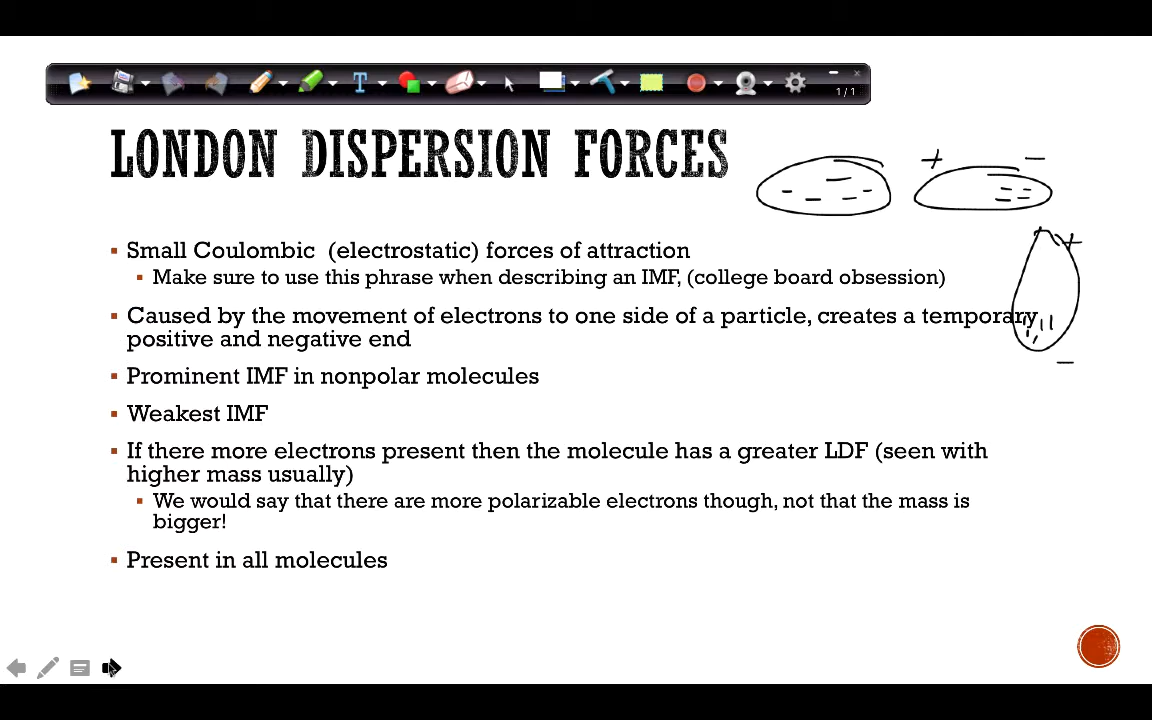 1 / 1
LONDON DISPERSION FORCES
+ −
▪ Small Coulombic (electrostatic) forces of attraction
▪ Make sure to use this phrase when describing an IMF, (college board obsession)
+
▪ Caused by the movement of electrons to one side of a particle, creates a temporary
positive and negative end
−
▪ Prominent IMF in nonpolar molecules
▪ Weakest IMF
▪ If there more electrons present then the molecule has a greater LDF (seen with
higher mass usually)
▪ We would say that there are more polarizable electrons though, not that the mass is
bigger!
▪ Present in all molecules